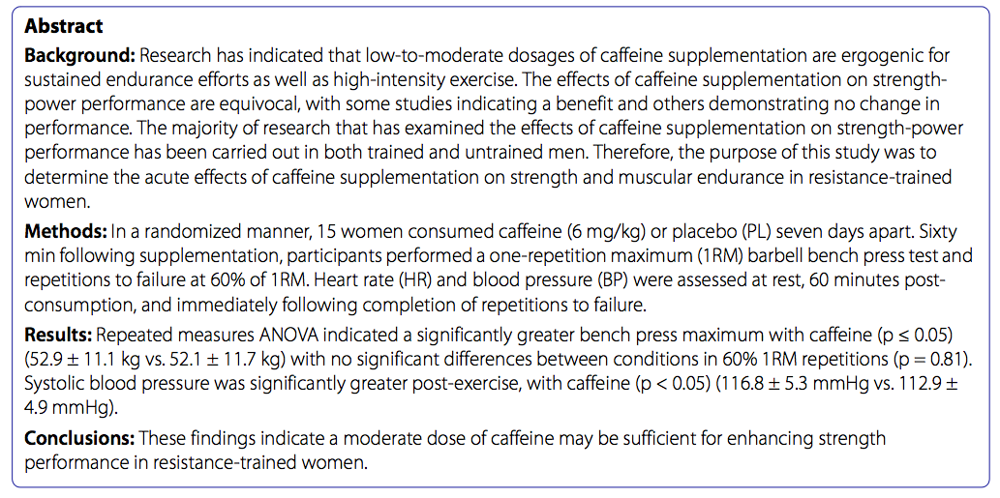 Abstract
Background: Research has indicated that low-to-moderate dosages of caffeine supplementation are ergogenic for
sustained endurance efforts as well as high-intensity exercise. The effects of caffeine supplementation on strength-
power performance are equivocal, with some studies indicating a benefit and others demonstrating no change in
performance. The majority of research that has examined the effects of caffeine supplementation on strength-power
performance has been carried out in both trained and untrained men. Therefore, the purpose of this study was to
determine the acute effects of caffeine supplementation on strength and muscular endurance in resistance-trained
women.
Methods: In a randomized manner, 15 women consumed caffeine (6 mg/kg) or placebo (PL) seven days apart. Sixty
min following supplementation, participants performed a one-repetition maximum (1RM) barbell bench press test and
repetitions to failure at 60% of 1RM. Heart rate (HR) and blood pressure (BP) were assessed at rest, 60 minutes post-
consumption, and immediately following completion of repetitions to failure.
Results: Repeated measures ANOVA indicated a significantly greater bench press maximum with caffeine (p ≤ 0.05)
(52.9 ± 11.1 kg vs. 52.1 ± 11.7 kg) with no significant differences between conditions in 60% 1RM repetitions (p = 0.81).
Systolic blood pressure was significantly greater post-exercise, with caffeine (p < 0.05) (116.8 ± 5.3 mmHg vs. 112.9 ±
4.9 mmHg).
Conclusions: These findings indicate a moderate dose of caffeine may be sufficient for enhancing strength
performance in resistance-trained women.